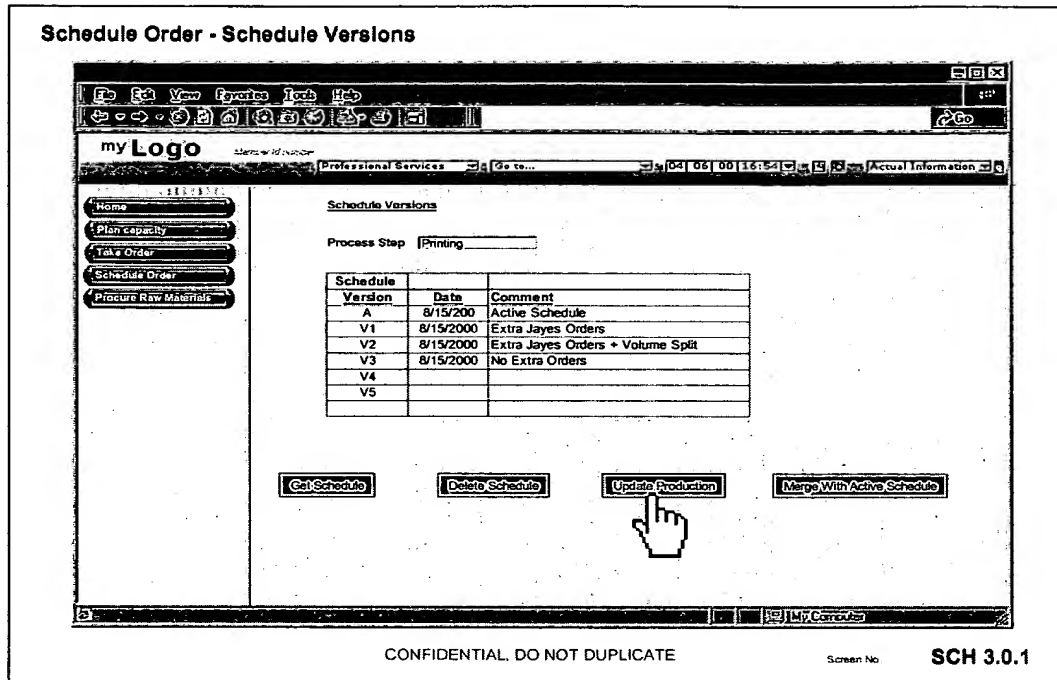 Schedule Order - Schedule Versions
File Edit View Favorites Tools Help
Go
my Logo
Professional Services Go to... 04 06 00 16:54 Actual Information
Home
Plan capacity
Take Order
Schedule Order
Procure Raw Materials
Schedule Versions
Process Step Printing
Schedule
Version Date Comment
A 8/15/200 Active Schedule
V1 8/15/2000 Extra Jayes Orders
V2 8/15/2000 Extra Jayes Orders + Volume Split
V3 8/15/2000 No Extra Orders
V4
V5
Get Schedule Delete Schedule Update Production Merge With Active Schedule
My Computer
CONFIDENTIAL, DO NOT DUPLICATE Screen No SCH 3.0.1